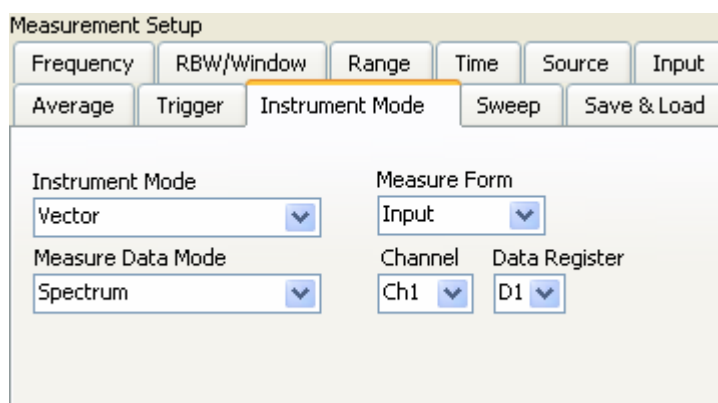 Measurement Setup
Frequency RBW/Window Range Time Source Input
Average Trigger Instrument Mode Sweep Save & Load
Instrument Mode Measure Form
Vector Input
Measure Data Mode Channel Data Register
Spectrum Ch1 D1